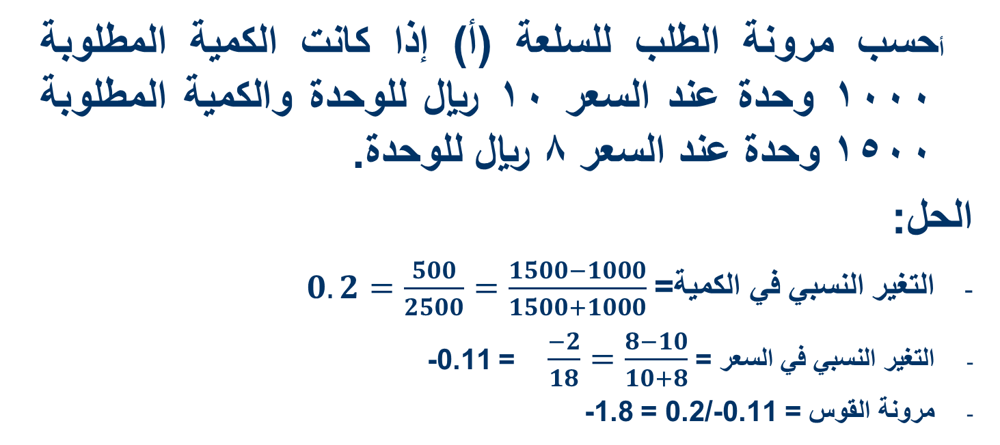 أحسب مرونة الطلب للسلعة (أ) إذا كانت الكمية المطلوبة
١٠٠٠ وحدة عند السعر ١٠ ريال للوحدة والكمية المطلوبة
١٥٠٠ وحدة عند السعر ٨ ريال للوحدة.
الحل:
- التغير النسبي في الكمية= \frac{1500−1000}{1500+1000} = \frac{500}{2500} = 0.2
- التغير النسبي في السعر = \frac{8−10}{10+8} = \frac{−2}{18} = -0.11
- مرونة القوس = 0.2/-0.11 = -1.8